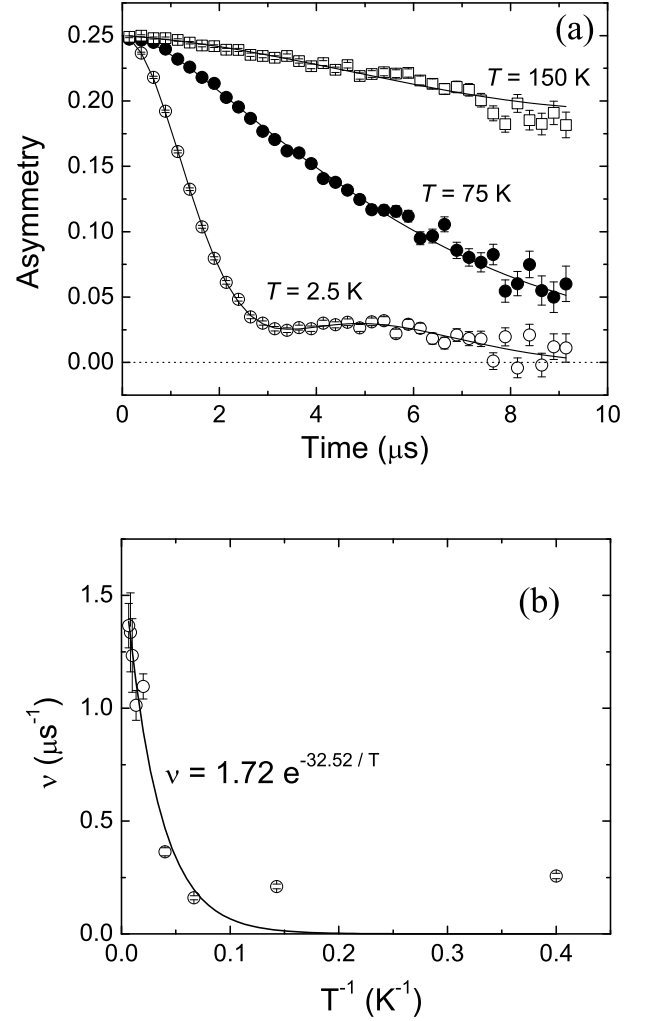 (a)
0.25
0.20
0.15
0.10
0.05
0.00
Asymmetry
T = 150 K
T = 75 K
T = 2.5 K
0 2 4 6 8 10
Time (μs)
(b)
1.5
1.0
0.5
0.0
ν (μs⁻¹)
ν = 1.72 e^{-32.52 / T}
0.0 0.1 0.2 0.3 0.4
T⁻¹ (K⁻¹)